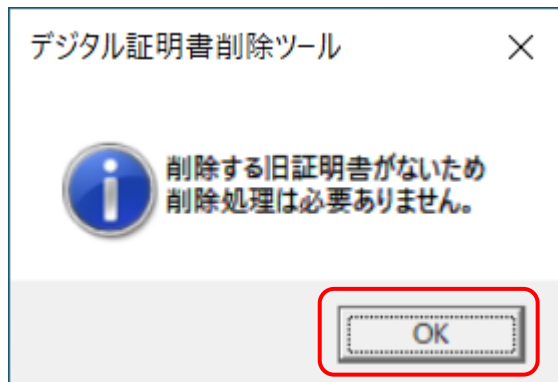 デジタル証明書削除ツール
削除する旧証明書がないため
削除処理は必要ありません。
OK